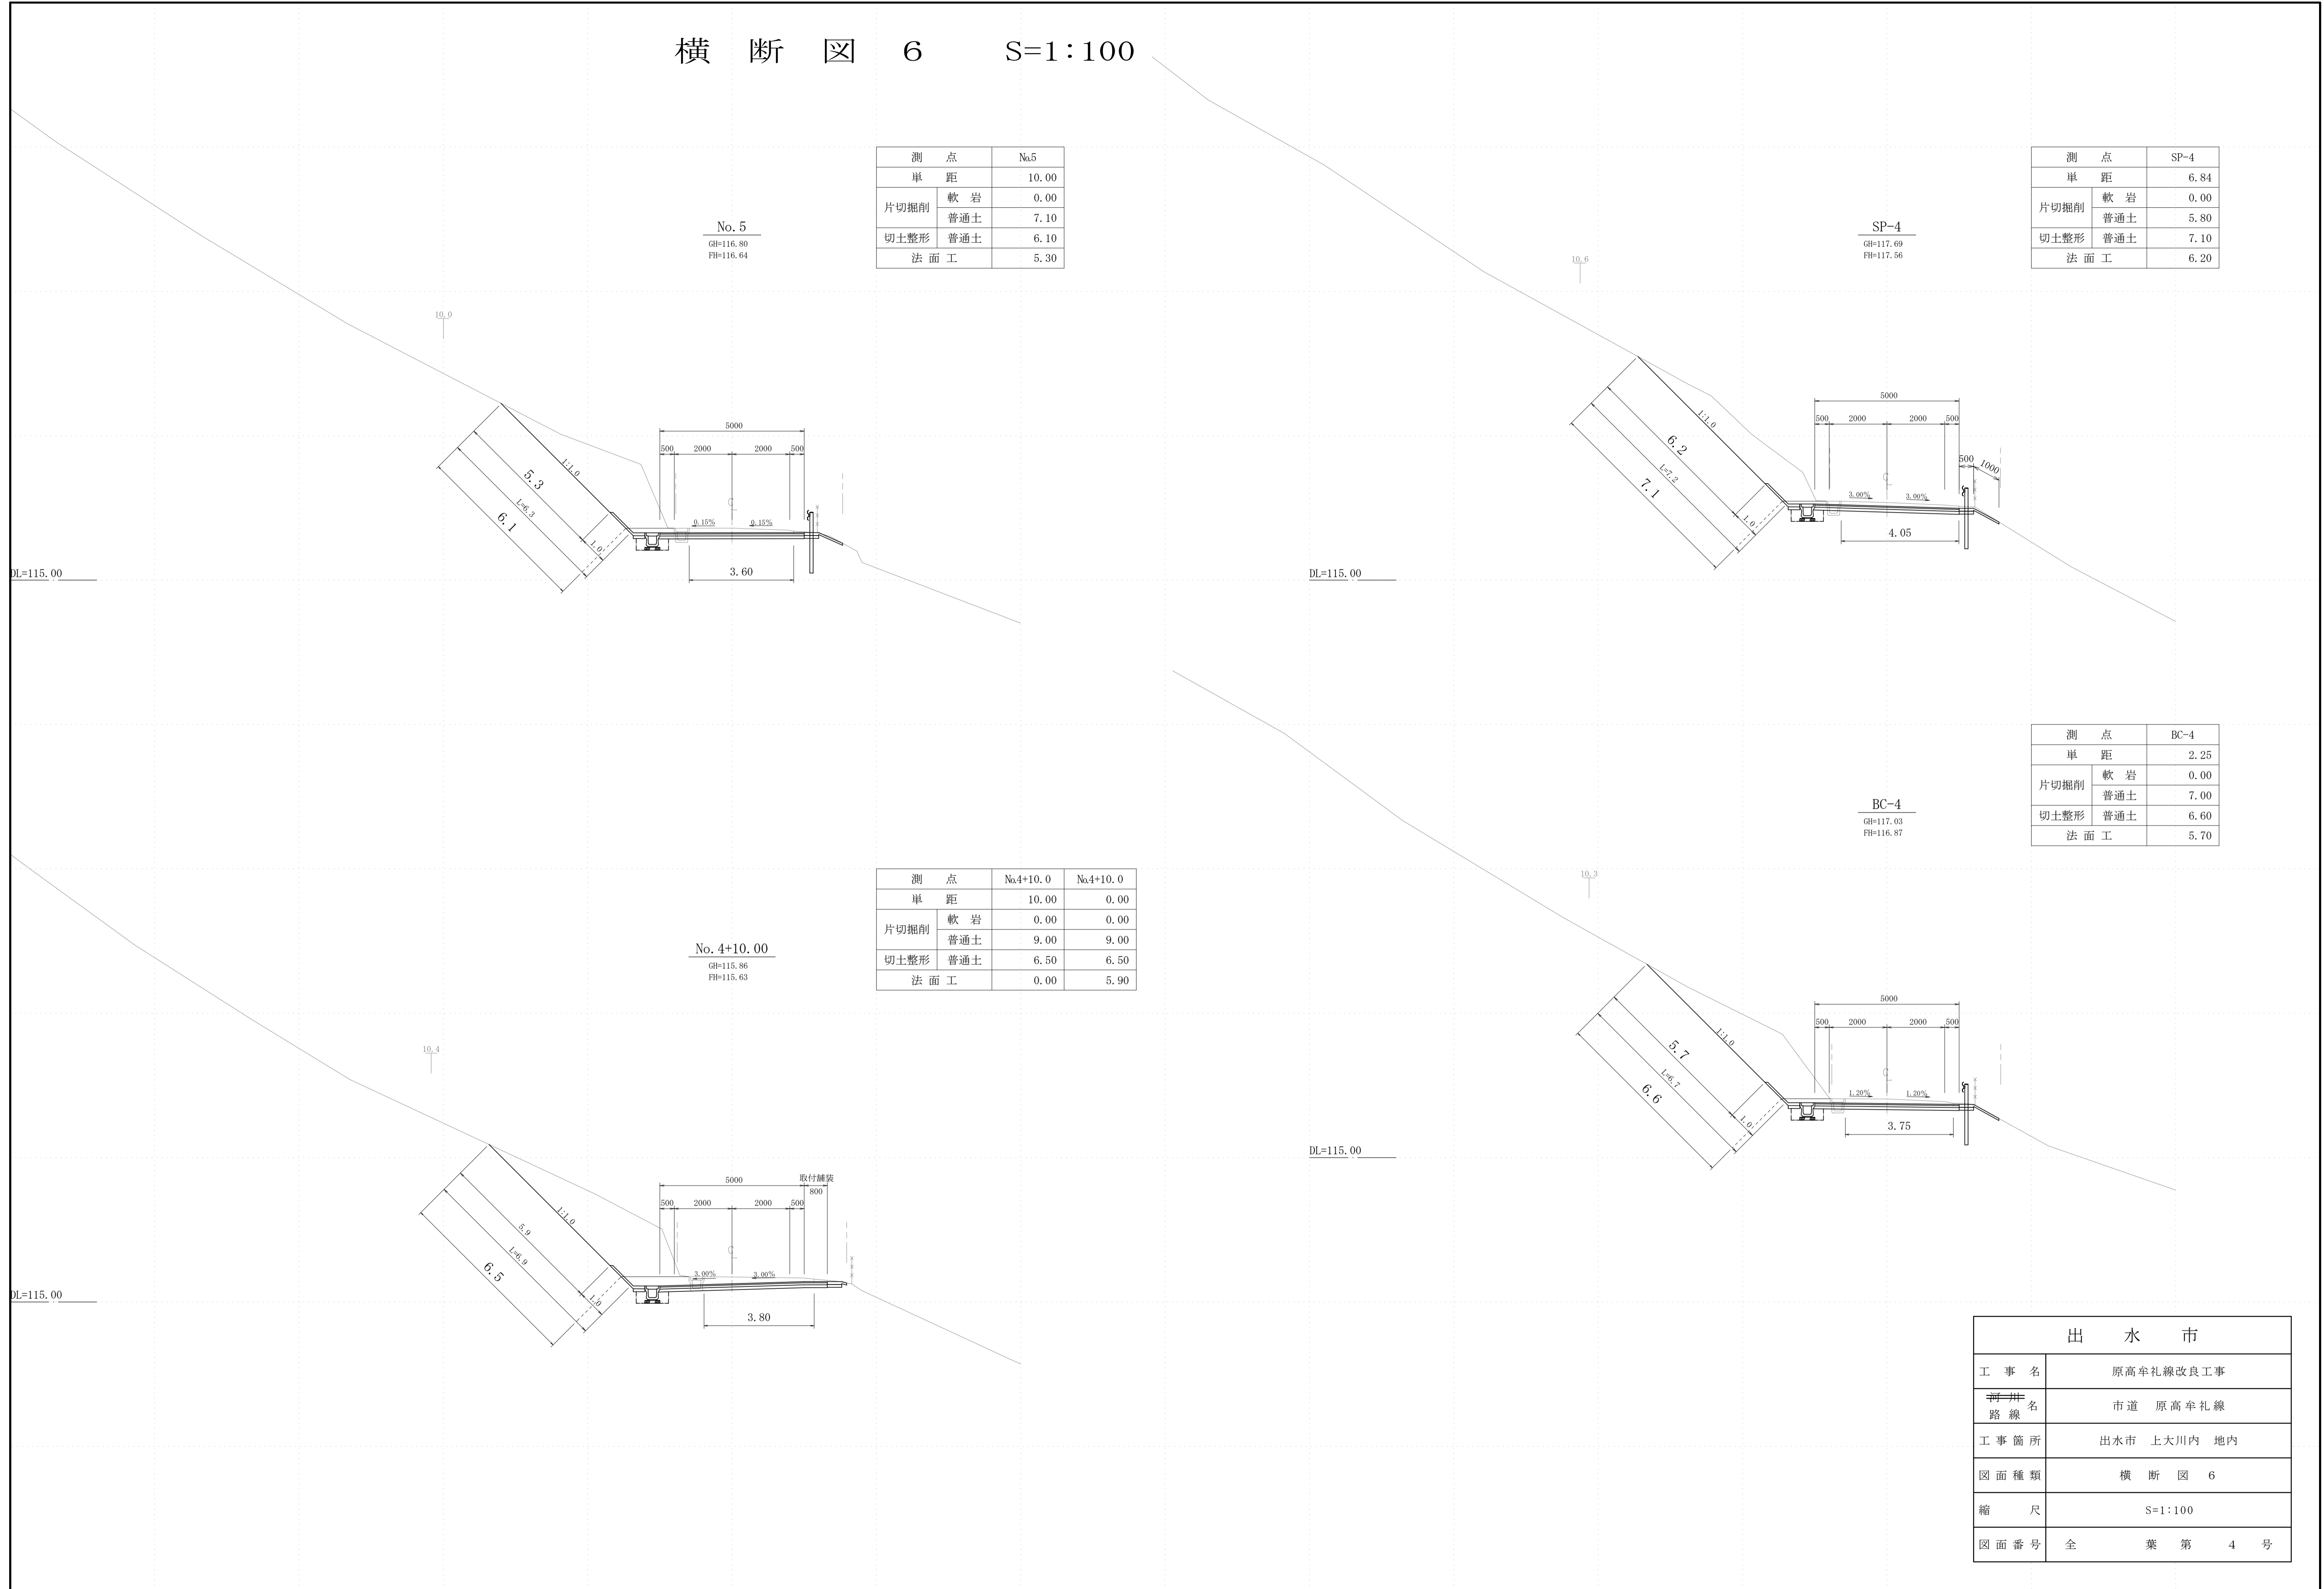 横 断 図 6 S=1:100
測 点 No.5
単 距 10.00
片切掘削 軟 岩 0.00
普通土 7.10
切土整形 普通土 6.10
法 面 工 5.30
No.5
GH=116.80
FH=116.64
10.0
5000
500 2000 2000 500
1:1.0
5.3
L=6.3
6.1
1.0
CL
0.15% 0.15%
3.60
DL=115.00
測 点 SP-4
単 距 6.84
片切掘削 軟 岩 0.00
普通土 5.80
切土整形 普通土 7.10
法 面 工 6.20
SP-4
GH=117.69
FH=117.56
10.6
5000
500 2000 2000 500
500 1000
1:1.0
6.2
L=7.2
7.1
1.0
CL
3.00% 3.00%
4.05
DL=115.00
測 点 No.4+10.0 No.4+10.0
単 距 10.00 0.00
片切掘削 軟 岩 0.00 0.00
普通土 9.00 9.00
切土整形 普通土 6.50 6.50
法 面 工 0.00 5.90
No.4+10.00
GH=115.86
FH=115.63
10.4
5000 取付舗装
800
500 2000 2000 500
1:1.0
5.9
L=6.9
6.5
1.0
CL
3.00% 3.00%
3.80
DL=115.00
測 点 BC-4
単 距 2.25
片切掘削 軟 岩 0.00
普通土 7.00
切土整形 普通土 6.60
法 面 工 5.70
BC-4
GH=117.03
FH=116.87
10.3
5000
500 2000 2000 500
1:1.0
5.7
L=6.7
6.6
1.0
CL
1.20% 1.20%
3.75
DL=115.00
出 水 市
工 事 名 原高牟礼線改良工事
河 川
路 線 名 市道 原高牟礼線
工事箇所 出水市 上大川内 地内
図面種類 横 断 図 6
縮 尺 S=1:100
図面番号 全 葉 第 4 号